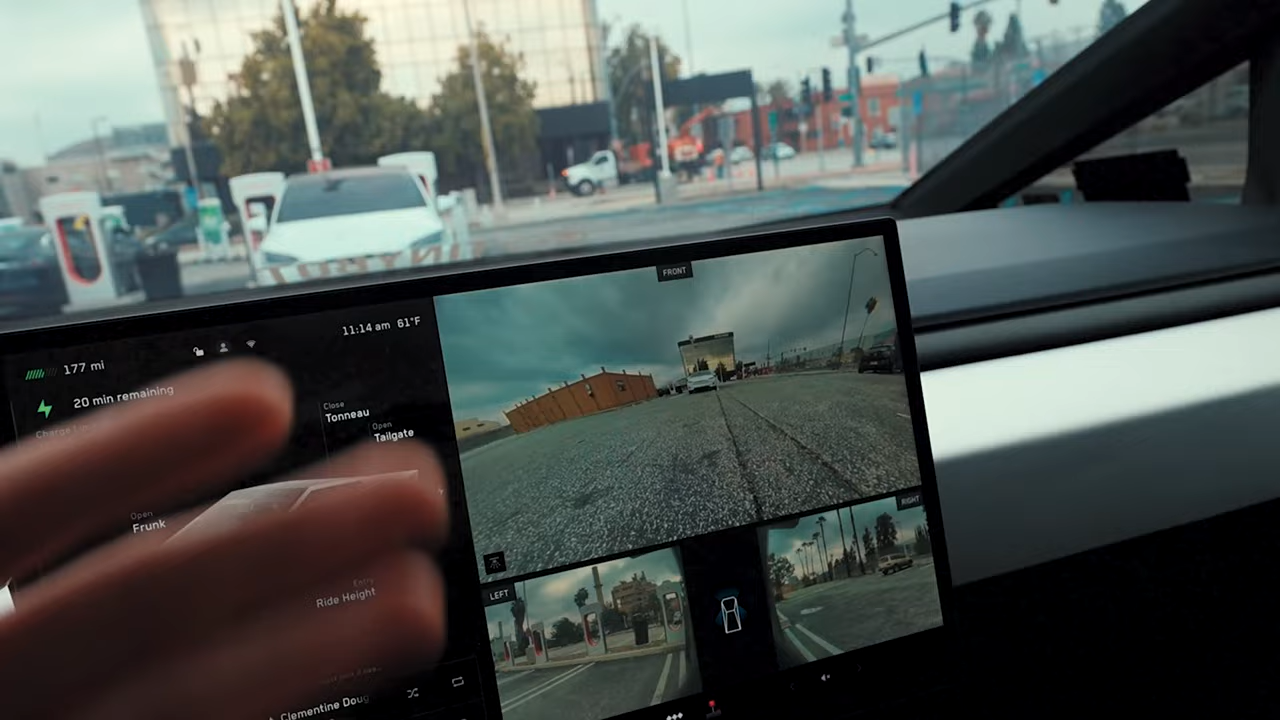 11:14 am 61°F
177 mi
20 min remaining
Close
Tonneau
Open
Tailgate
Open
Frunk
Entry
Ride Height
Clementine Doug
FRONT
LEFT
RIGHT